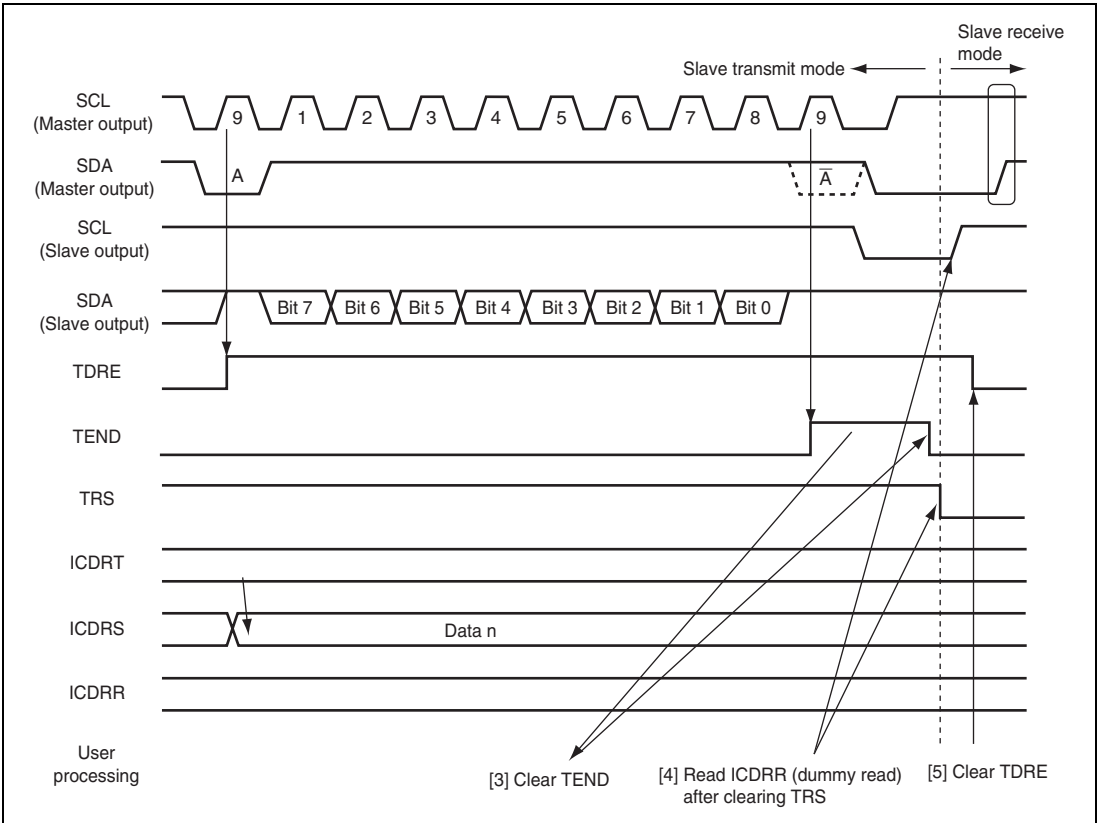 Slave receive
mode
Slave transmit mode
SCL
(Master output)
9 1 2 3 4 5 6 7 8 9
SDA
(Master output)
A A̅
SCL
(Slave output)
SDA
(Slave output)
Bit 7 Bit 6 Bit 5 Bit 4 Bit 3 Bit 2 Bit 1 Bit 0
TDRE
TEND
TRS
ICDRT
ICDRS
Data n
ICDRR
User
processing
[3] Clear TEND
[4] Read ICDRR (dummy read)
after clearing TRS
[5] Clear TDRE